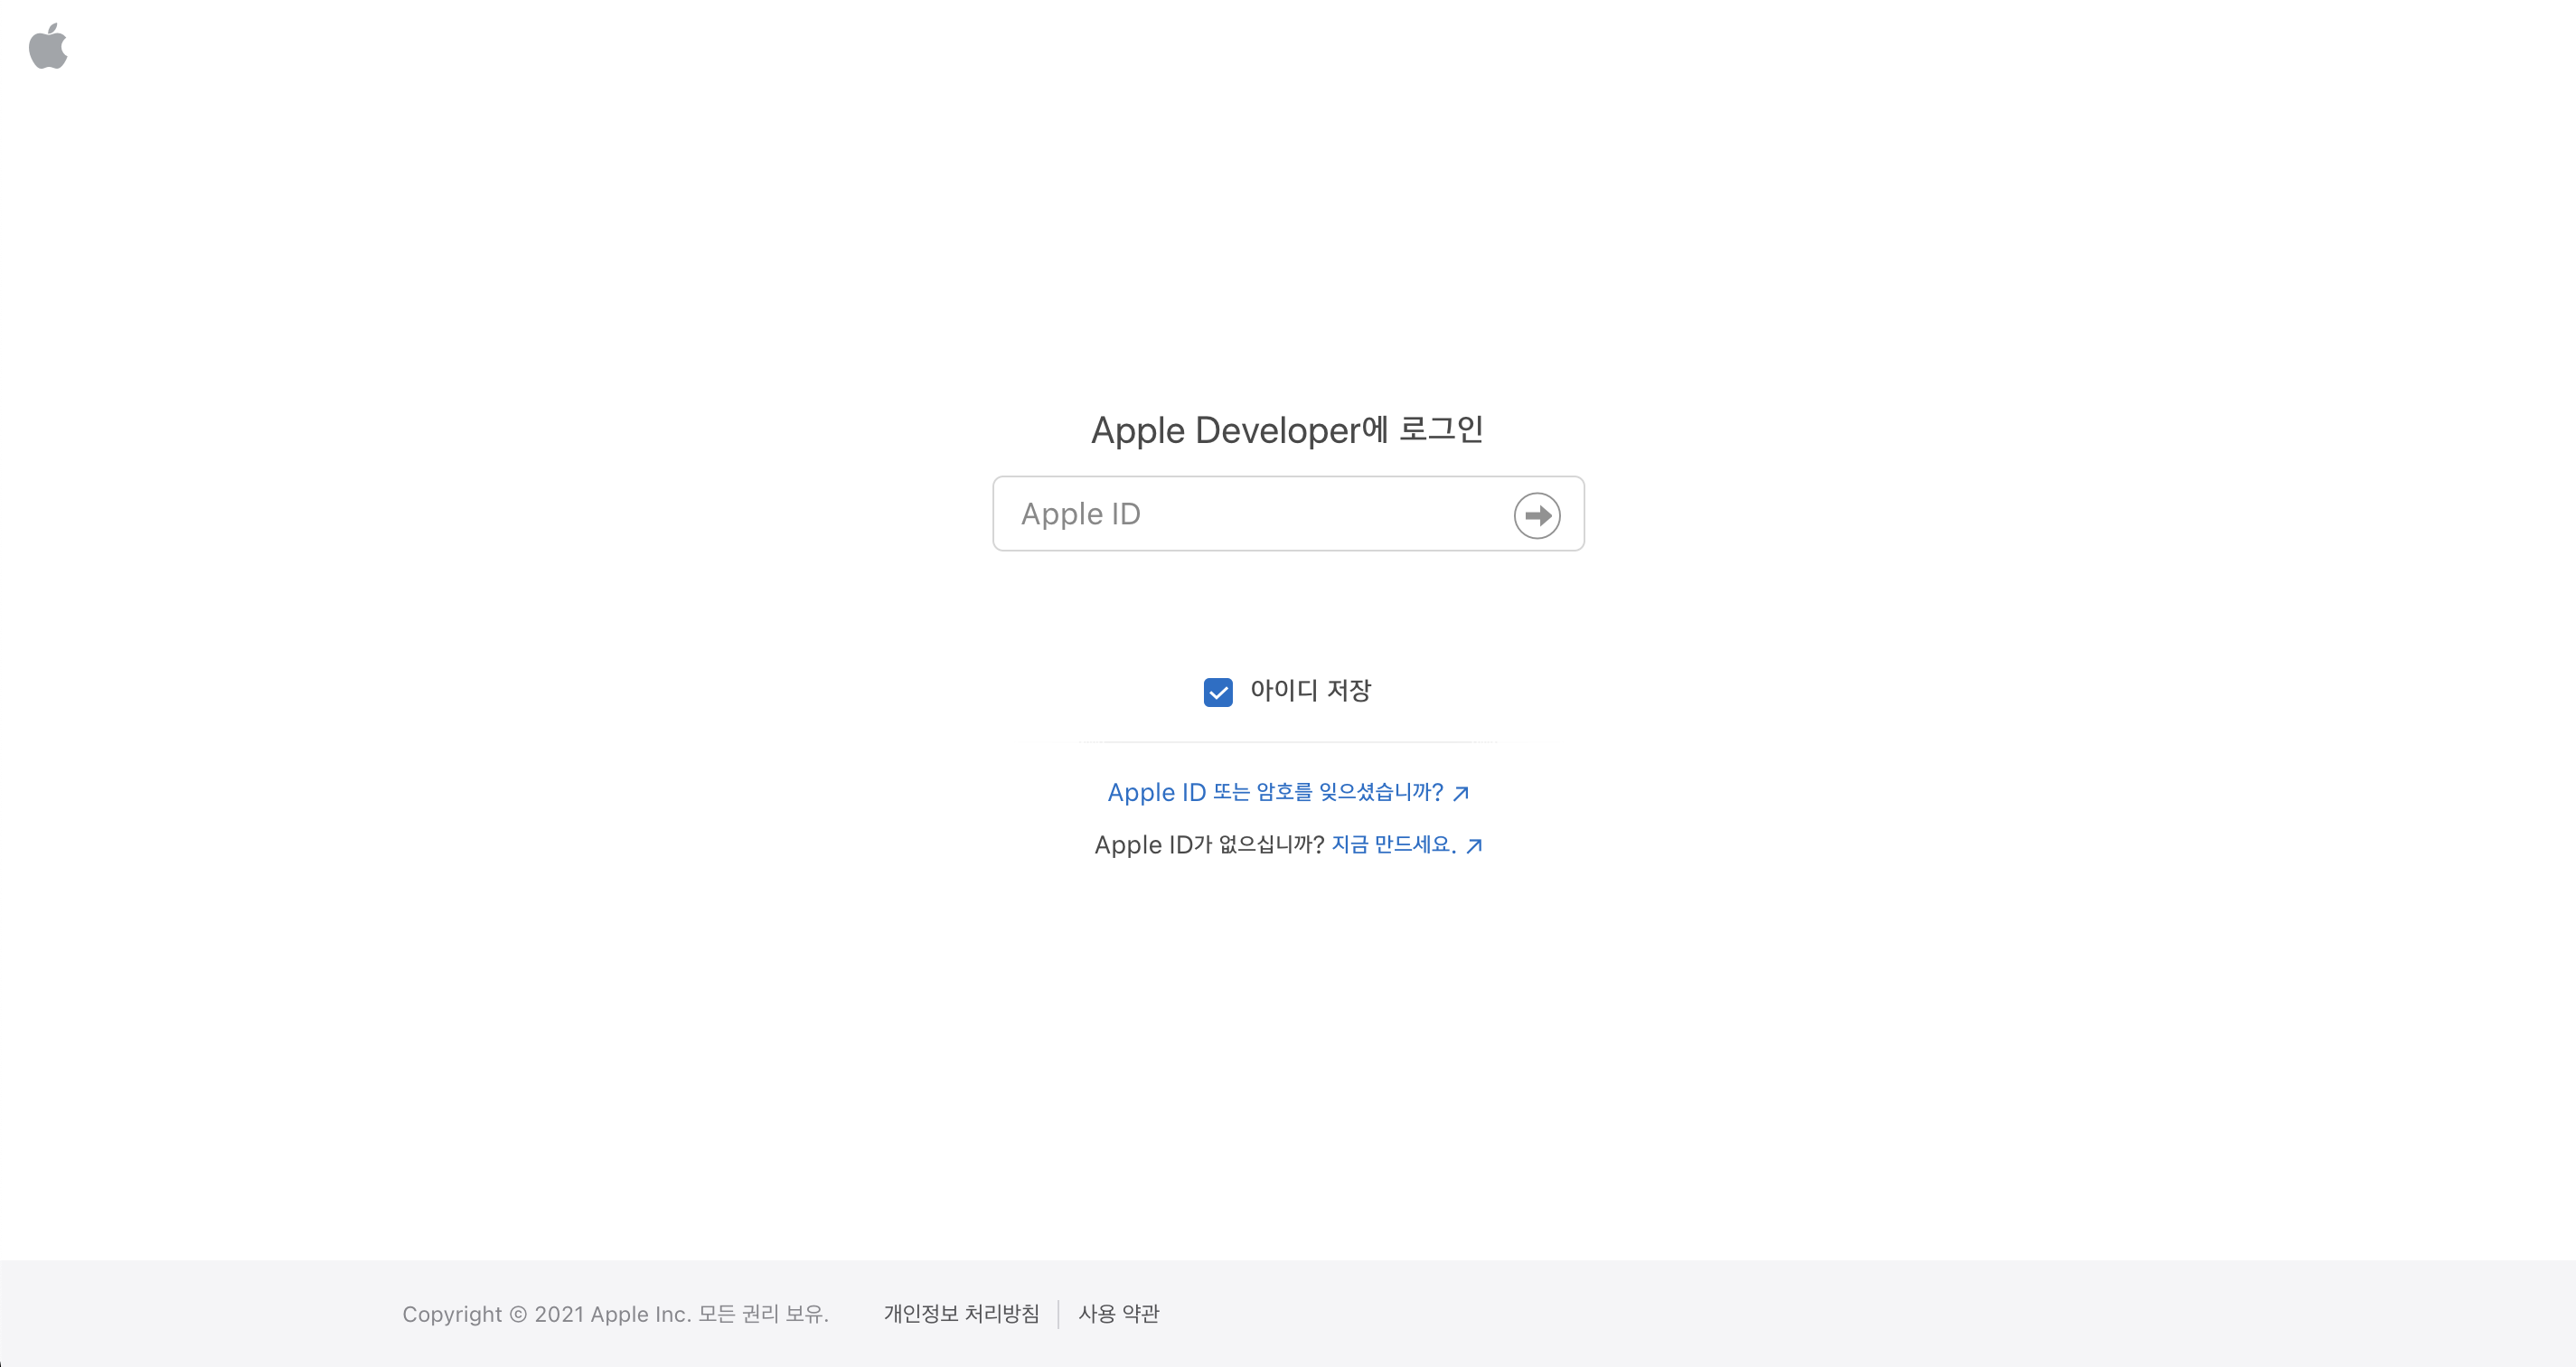 Apple Developer에 로그인
Apple ID
아이디 저장
Apple ID 또는 암호를 잊으셨습니까?
Apple ID가 없으십니까? 지금 만드세요.
Copyright © 2021 Apple Inc. 모든 권리 보유. 개인정보 처리방침 사용 약관